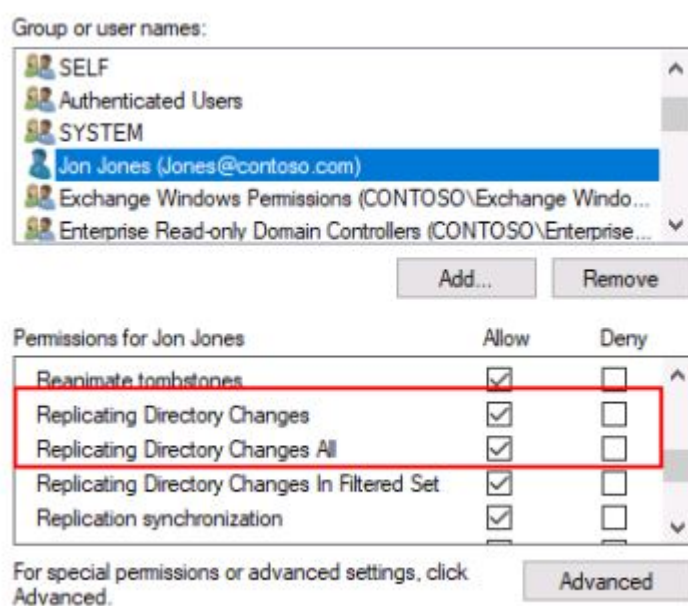 Group or user names:
SELF
Authenticated Users
SYSTEM
Jon Jones (Jones@contoso.com)
Exchange Windows Permissions (CONTOSO\Exchange Windo...
Enterprise Read-only Domain Controllers (CONTOSO\Enterprise...
Add... Remove
Permissions for Jon Jones Allow Deny
Reanimate tombstones
Replicating Directory Changes
Replicating Directory Changes All
Replicating Directory Changes In Filtered Set
Replication synchronization
For special permissions or advanced settings, click
Advanced. Advanced